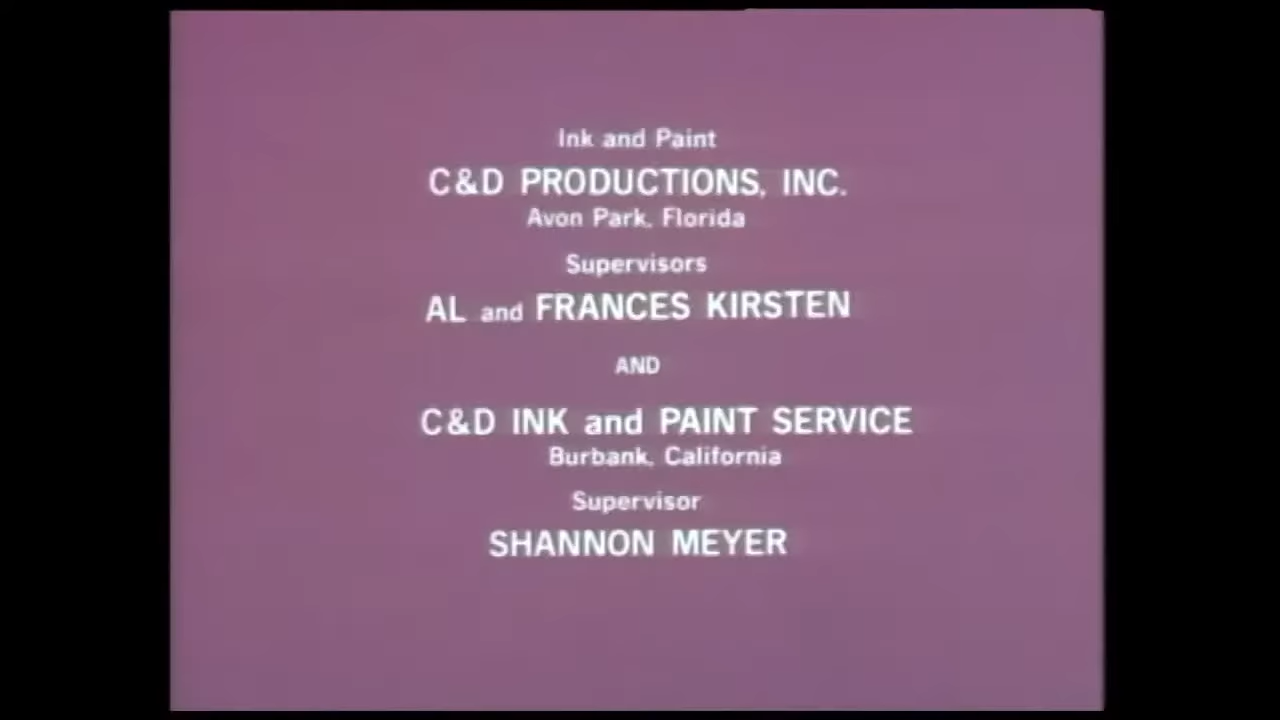 Ink and Paint
C&D PRODUCTIONS, INC.
Avon Park, Florida
Supervisors
AL and FRANCES KIRSTEN
AND
C&D INK and PAINT SERVICE
Burbank, California
Supervisor
SHANNON MEYER